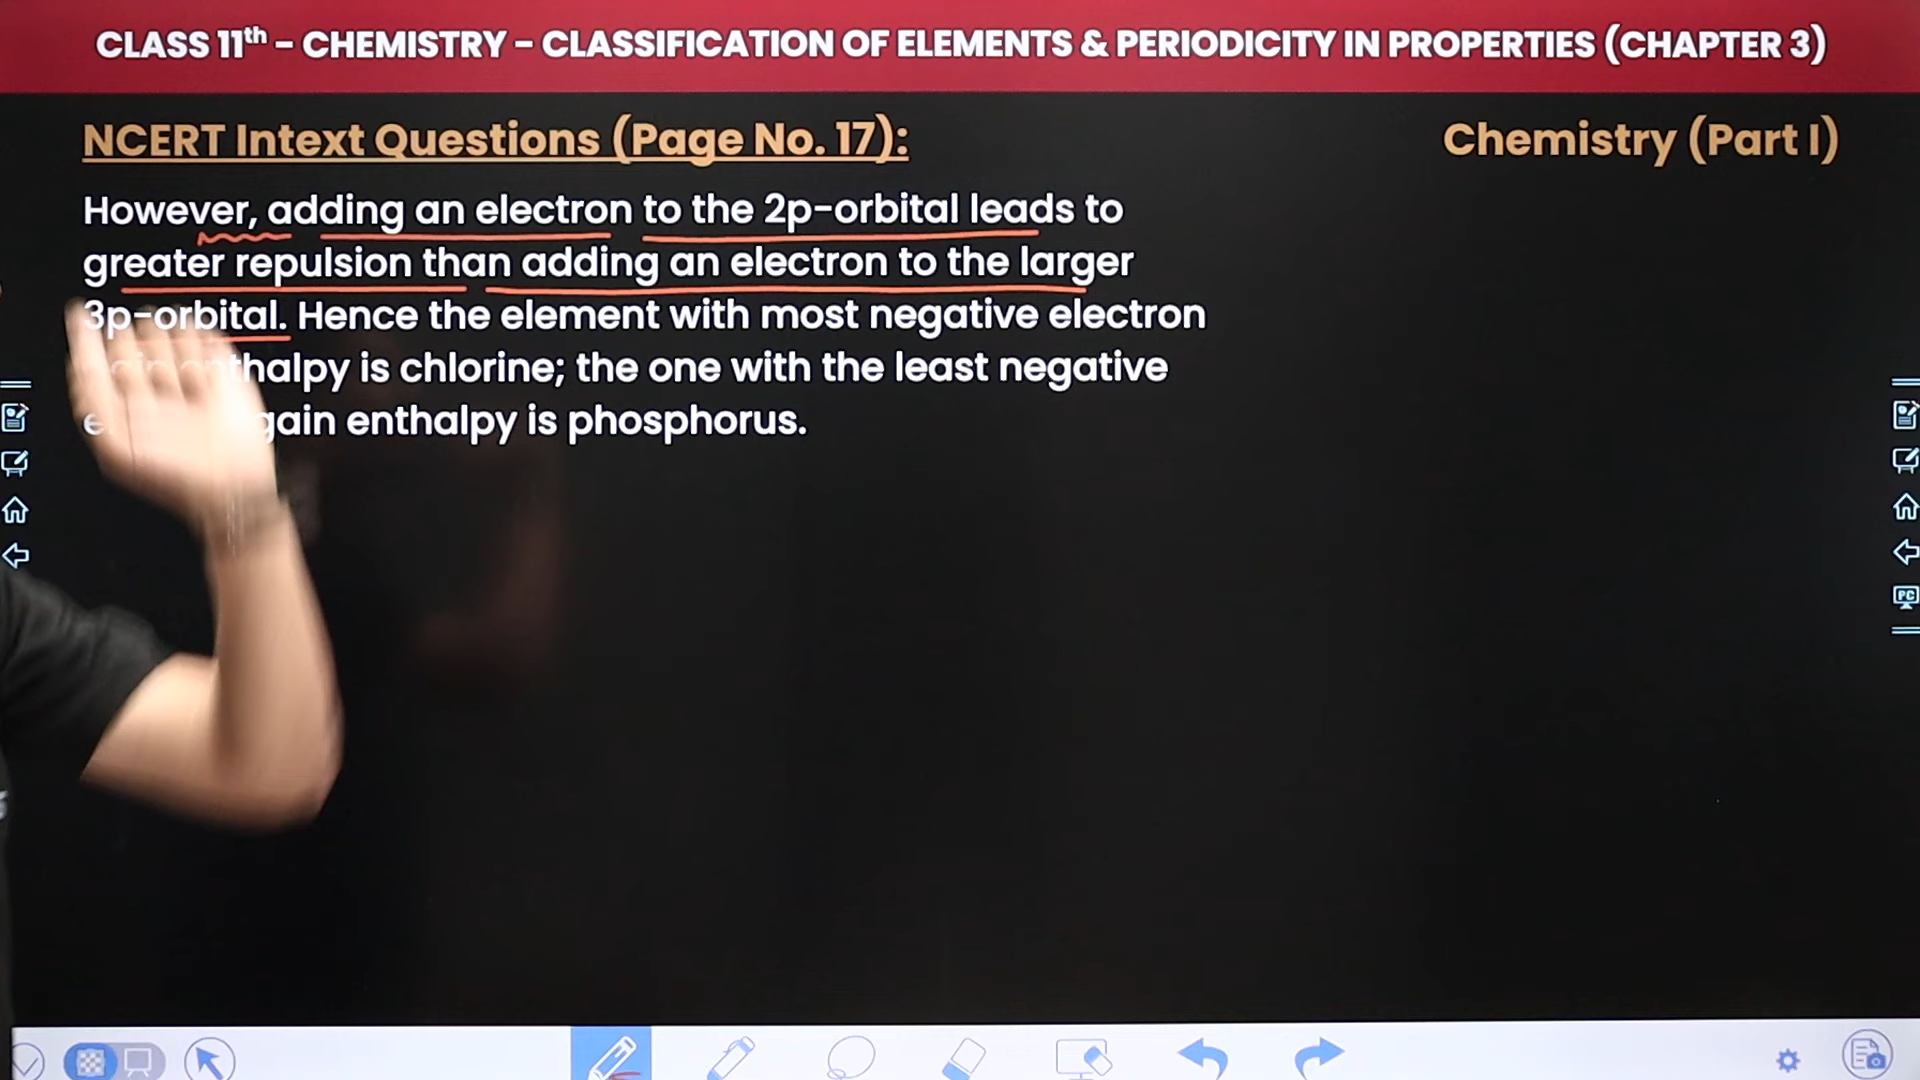 CLASS 11th – CHEMISTRY – CLASSIFICATION OF ELEMENTS & PERIODICITY IN PROPERTIES (CHAPTER 3)
NCERT Intext Questions (Page No. 17):
Chemistry (Part I)
However, adding an electron to the 2p-orbital leads to
greater repulsion than adding an electron to the larger
3p-orbital. Hence the element with most negative electron
enthalpy is chlorine; the one with the least negative
gain enthalpy is phosphorus.
PC